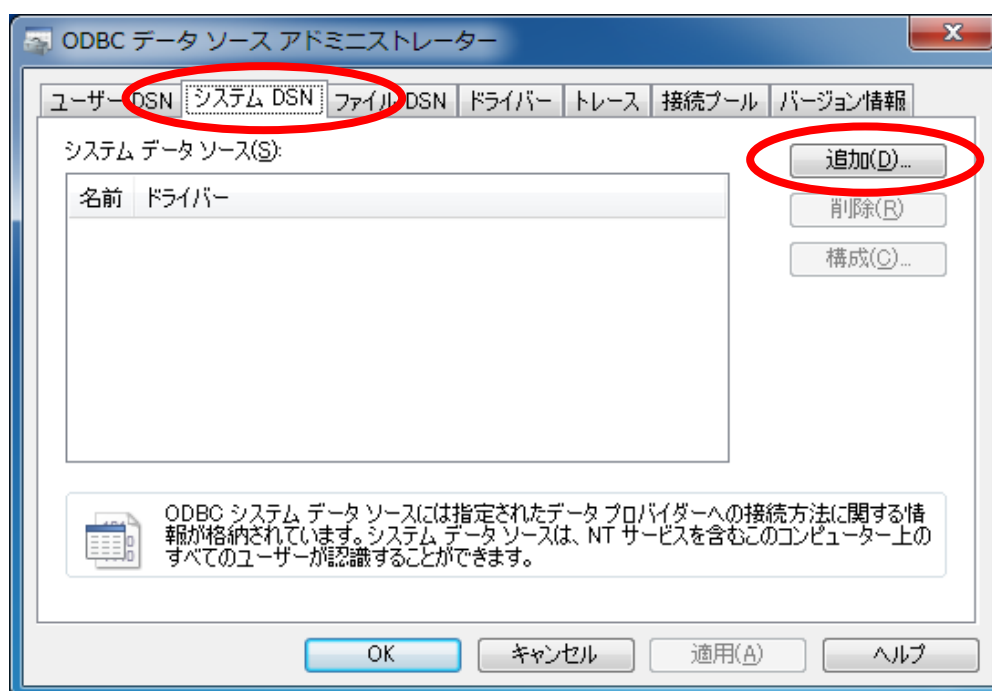 ODBC データ ソース アドミニストレーター
ユーザー DSN システム DSN ファイル DSN ドライバー トレース 接続プール バージョン情報
システム データ ソース(S):
追加(D)...
名前 ドライバー
削除(R)
構成(C)...
ODBC システム データ ソースには指定されたデータ プロバイダーへの接続方法に関する情
報が格納されています。システム データ ソースは、NT サービスを含むこのコンピューター上の
すべてのユーザーが認識することができます。
OK キャンセル 適用(A) ヘルプ